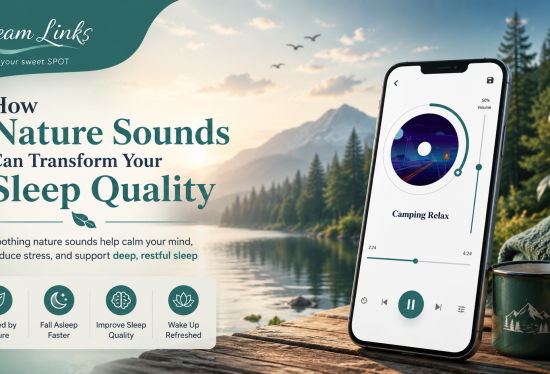 eam Links
your sweet SPOT
How
Nature Sounds
Can Transform Your
Sleep Quality
oothing nature sounds help calm your mind,
duce stress, and support deep, restful sleep
ed by
ure
Fall Asleep
Faster
Improve Sleep
Quality
Wake Up
Refreshed
50%
Volume
Camping Relax
2:24
4:24